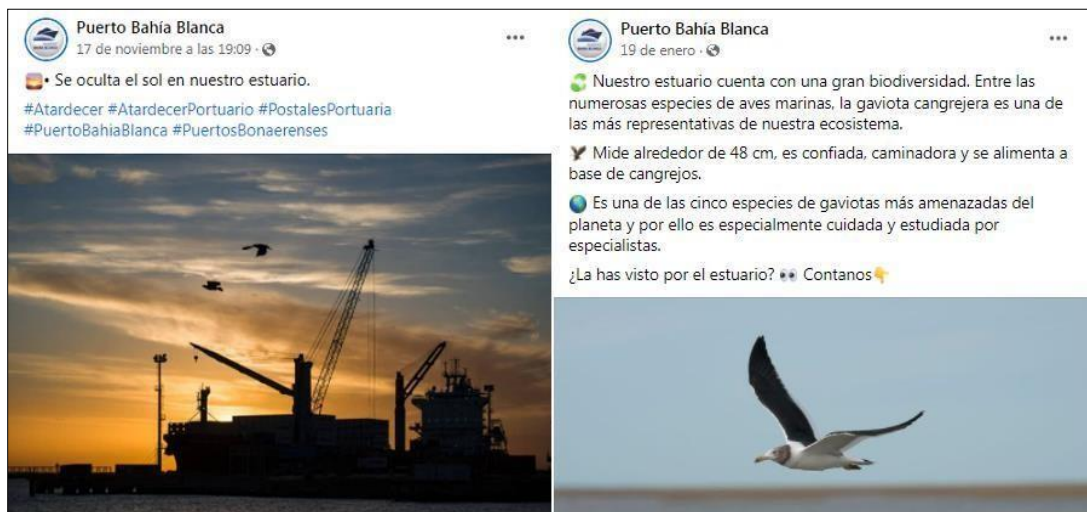 Puerto Bahía Blanca
17 de noviembre a las 19:09 ·
• Se oculta el sol en nuestro estuario.
#Atardecer #AtardecerPortuario #PostalesPortuaria
#PuertoBahiaBlanca #PuertosBonaerenses
Puerto Bahía Blanca
19 de enero ·
Nuestro estuario cuenta con una gran biodiversidad. Entre las
numerosas especies de aves marinas, la gaviota cangrejera es una de
las más representativas de nuestra ecosistema.
Mide alrededor de 48 cm, es confiada, caminadora y se alimenta a
base de cangrejos.
Es una de las cinco especies de gaviotas más amenazadas del
planeta y por ello es especialmente cuidada y estudiada por
especialistas.
¿La has visto por el estuario? 👀 Contanos👇